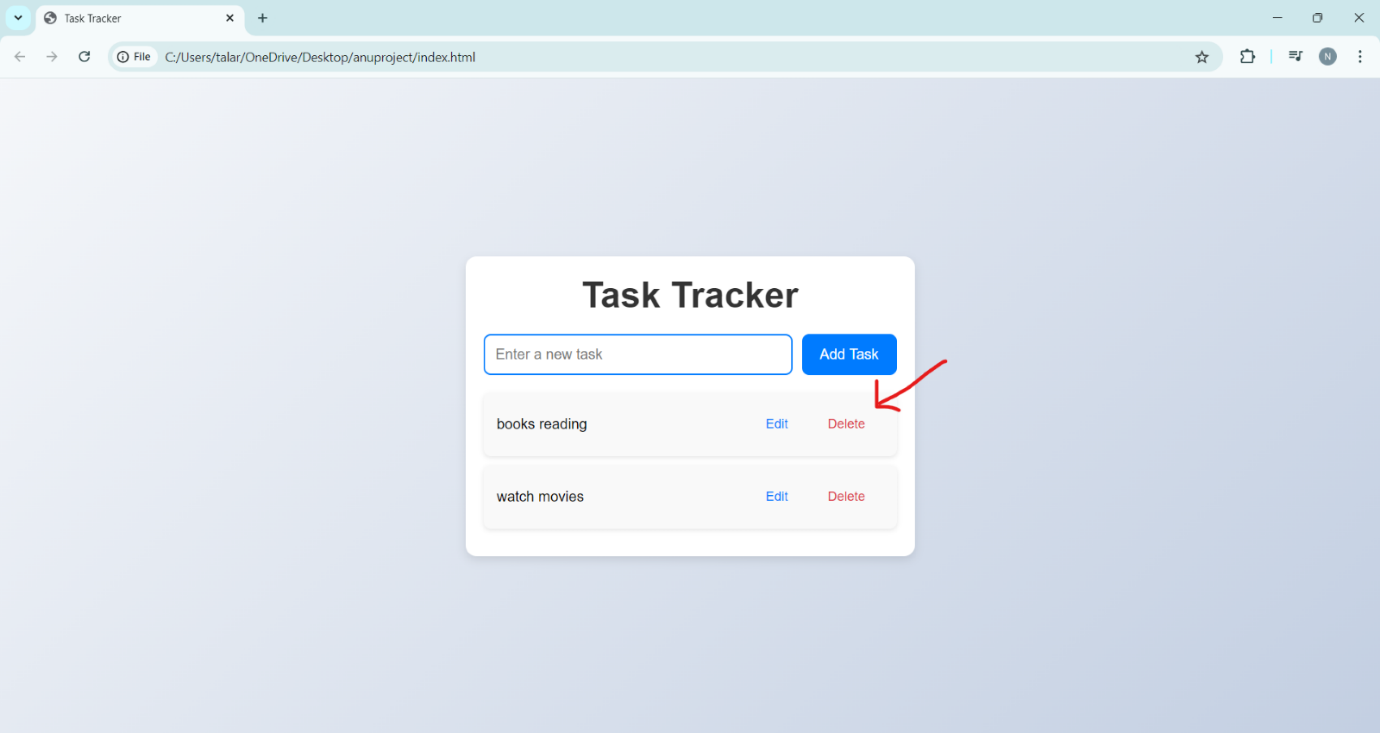 Task Tracker
File C:/Users/talar/OneDrive/Desktop/anuproject/index.html
N
Task Tracker
Enter a new task Add Task
books reading Edit Delete
watch movies Edit Delete